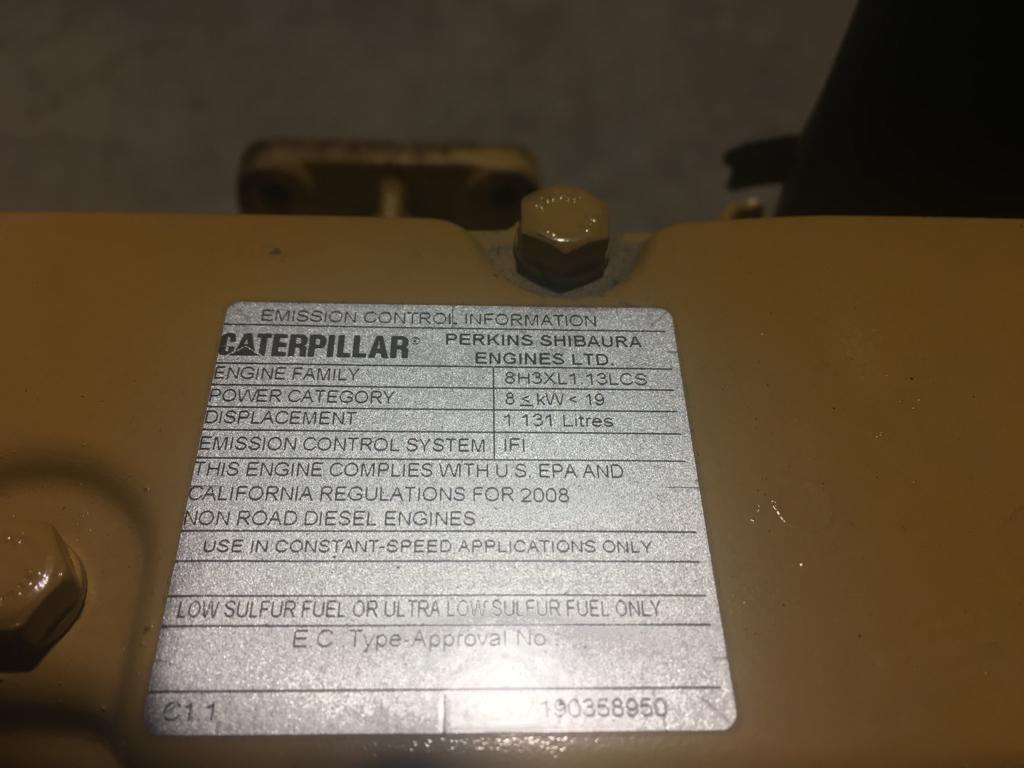 EMISSION CONTROL INFORMATION
CATERPILLAR® PERKINS SHIBAURA
ENGINES LTD.
ENGINE FAMILY 8H3XL1.13LCS
POWER CATEGORY 8 ≤ kW < 19
DISPLACEMENT 1.131 Litres
EMISSION CONTROL SYSTEM IFI
THIS ENGINE COMPLIES WITH U.S. EPA AND
CALIFORNIA REGULATIONS FOR 2008
NON ROAD DIESEL ENGINES
USE IN CONSTANT-SPEED APPLICATIONS ONLY
LOW SULFUR FUEL OR ULTRA LOW SULFUR FUEL ONLY
E.C. Type-Approval No.
C1.1 190358950